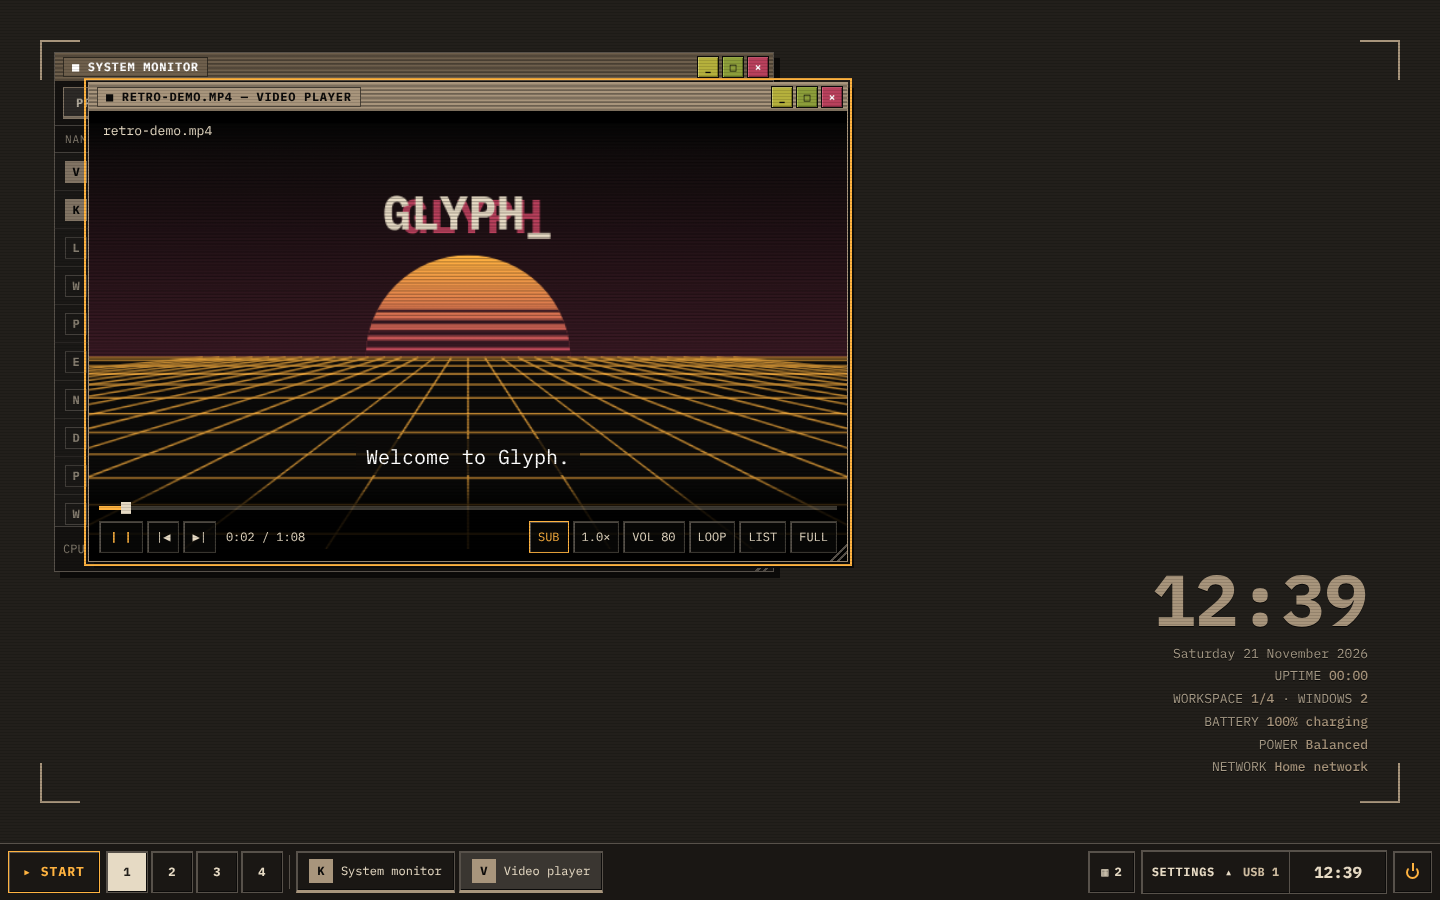 SYSTEM MONITOR
_ □ ×
RETRO-DEMO.MP4 — VIDEO PLAYER
_ □ ×
retro-demo.mp4
NAM
V
K
L
W
P
E
N
D
P
W
CPU
GLYPH_
Welcome to Glyph.
0:02 / 1:08
SUB 1.0× VOL 80 LOOP LIST FULL
12:39
Saturday 21 November 2026
UPTIME 00:00
WORKSPACE 1/4 · WINDOWS 2
BATTERY 100% charging
POWER Balanced
NETWORK Home network
▸ START 1 2 3 4 K System monitor V Video player ▦ 2 SETTINGS ▴ USB 1 12:39